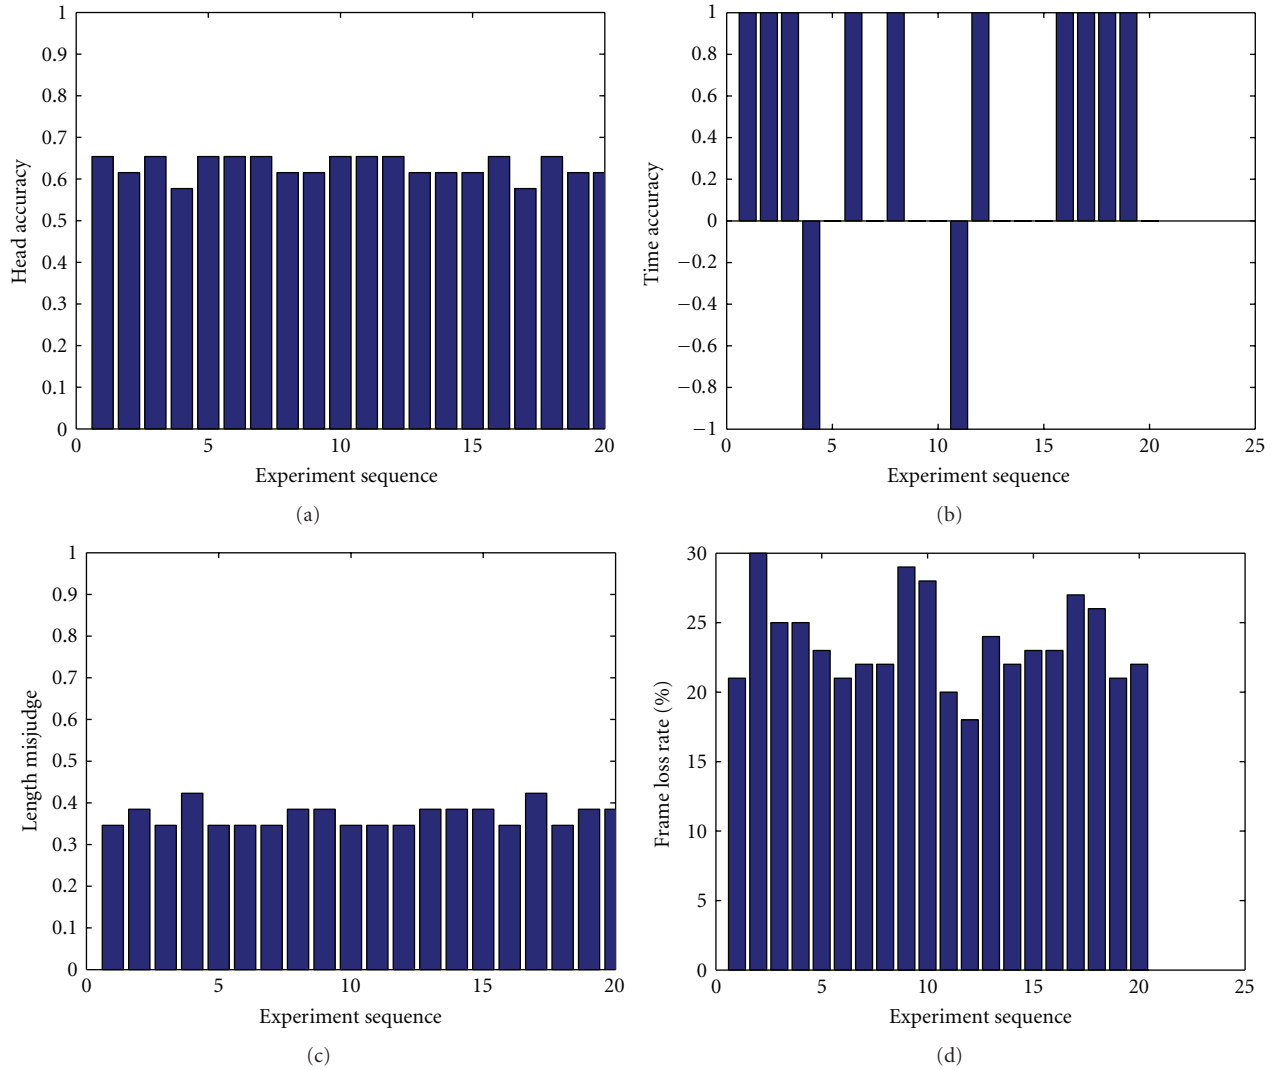 1
0.9
0.8
0.7
0.6
0.5
0.4
0.3
0.2
0.1
0
Head accuracy
0 5 10 15 20
Experiment sequence
(a)
1
0.8
0.6
0.4
0.2
0
−0.2
−0.4
−0.6
−0.8
−1
Time accuracy
0 5 10 15 20 25
Experiment sequence
(b)
1
0.9
0.8
0.7
0.6
0.5
0.4
0.3
0.2
0.1
0
Length misjudge
0 5 10 15 20
Experiment sequence
(c)
30
25
20
15
10
5
0
Frame loss rate (%)
0 5 10 15 20 25
Experiment sequence
(d)